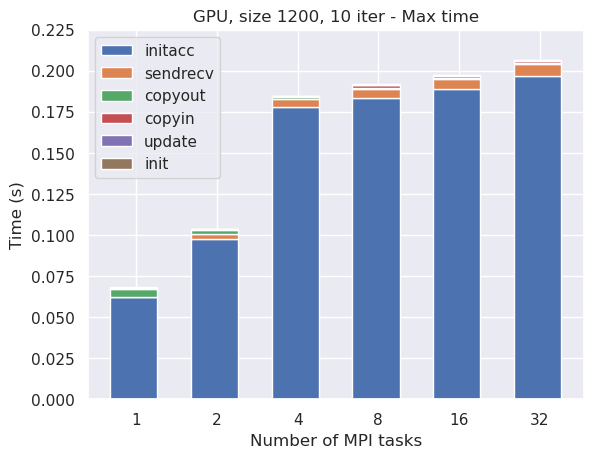 GPU, size 1200, 10 iter - Max time
0.225
0.200
0.175
0.150
0.125
0.100
0.075
0.050
0.025
0.000
Time (s)
initacc
sendrecv
copyout
copyin
update
init
1 2 4 8 16 32
Number of MPI tasks